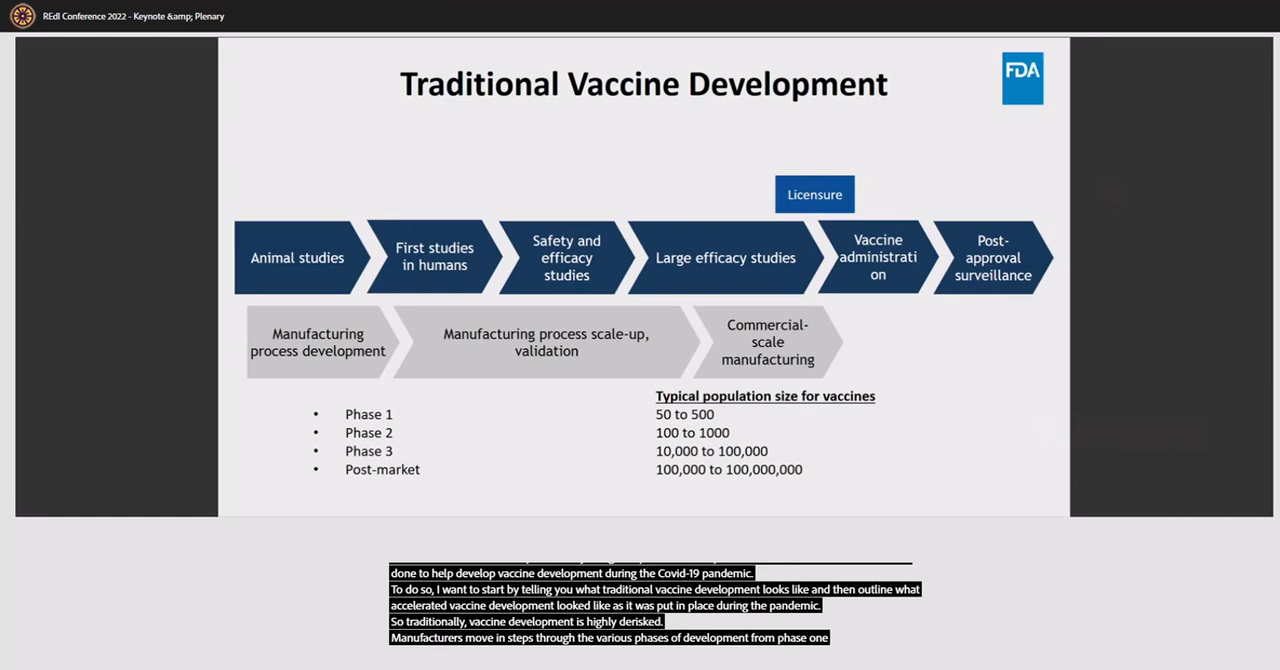 REdI Conference 2022 - Keynote &amp; Plenary
Traditional Vaccine Development
FDA
Licensure
Animal studies
First studies
in humans
Safety and
efficacy
studies
Large efficacy studies
Vaccine
administrati
on
Post-
approval
surveillance
Manufacturing
process development
Manufacturing process scale-up,
validation
Commercial-
scale
manufacturing
Typical population size for vaccines
• Phase 1 50 to 500
• Phase 2 100 to 1000
• Phase 3 10,000 to 100,000
• Post-market 100,000 to 100,000,000
done to help develop vaccine development during the Covid-19 pandemic.
To do so, I want to start by telling you what traditional vaccine development looks like and then outline what
accelerated vaccine development looked like as it was put in place during the pandemic.
So traditionally, vaccine development is highly derisked.
Manufacturers move in steps through the various phases of development from phase one